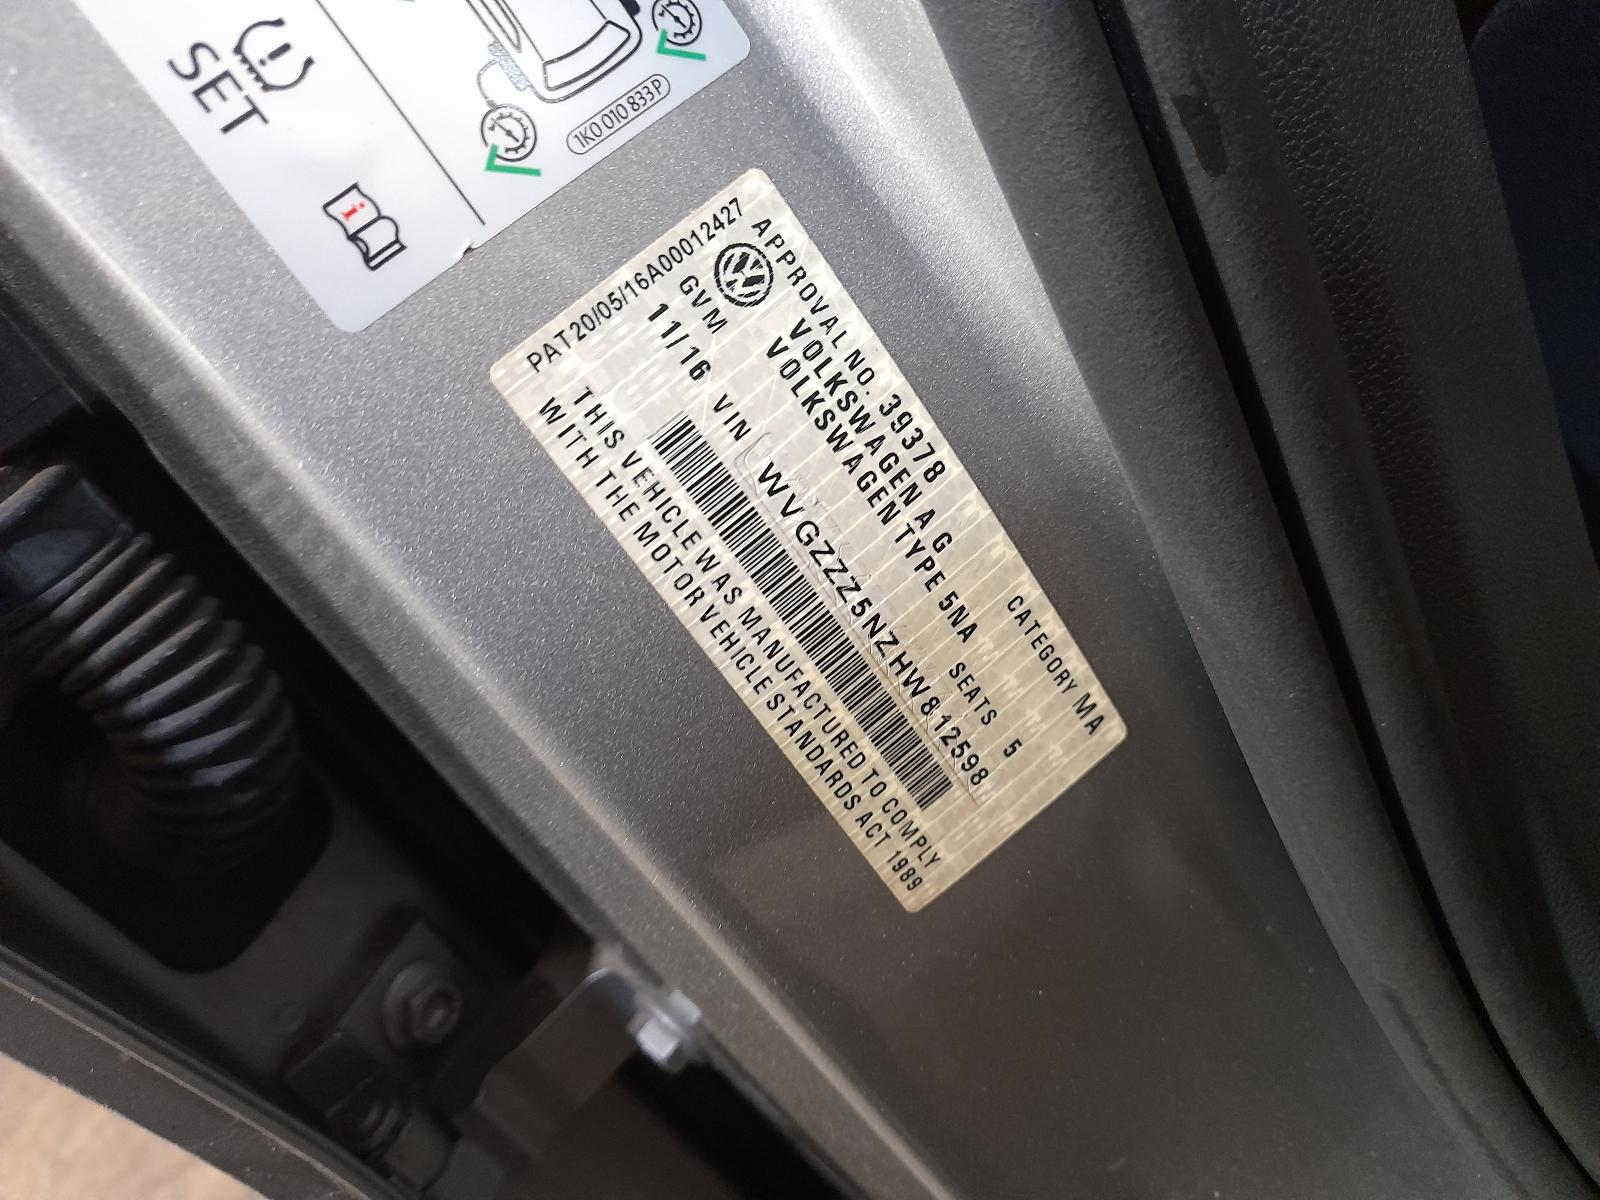 SET
i
1K0 010 833P
PAT20/05/16A00012427
APPROVAL NO. 39378 CATEGORY MA
VOLKSWAGEN A G
VOLKSWAGEN TYPE 5NA SEATS 5
GVM
11/16 VIN WVGZZZ5NZHW812598
THIS VEHICLE WAS MANUFACTURED TO COMPLY
WITH THE MOTOR VEHICLE STANDARDS ACT 1989